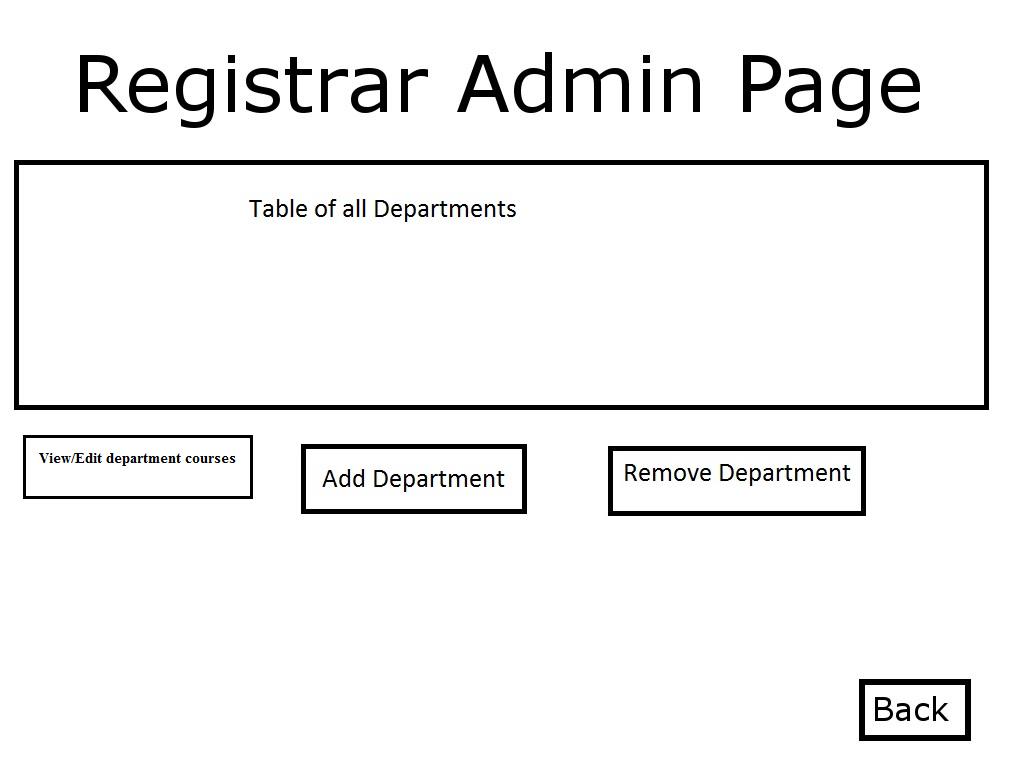 Registrar Admin Page
Table of all Departments
View/Edit department courses
Add Department
Remove Department
Back